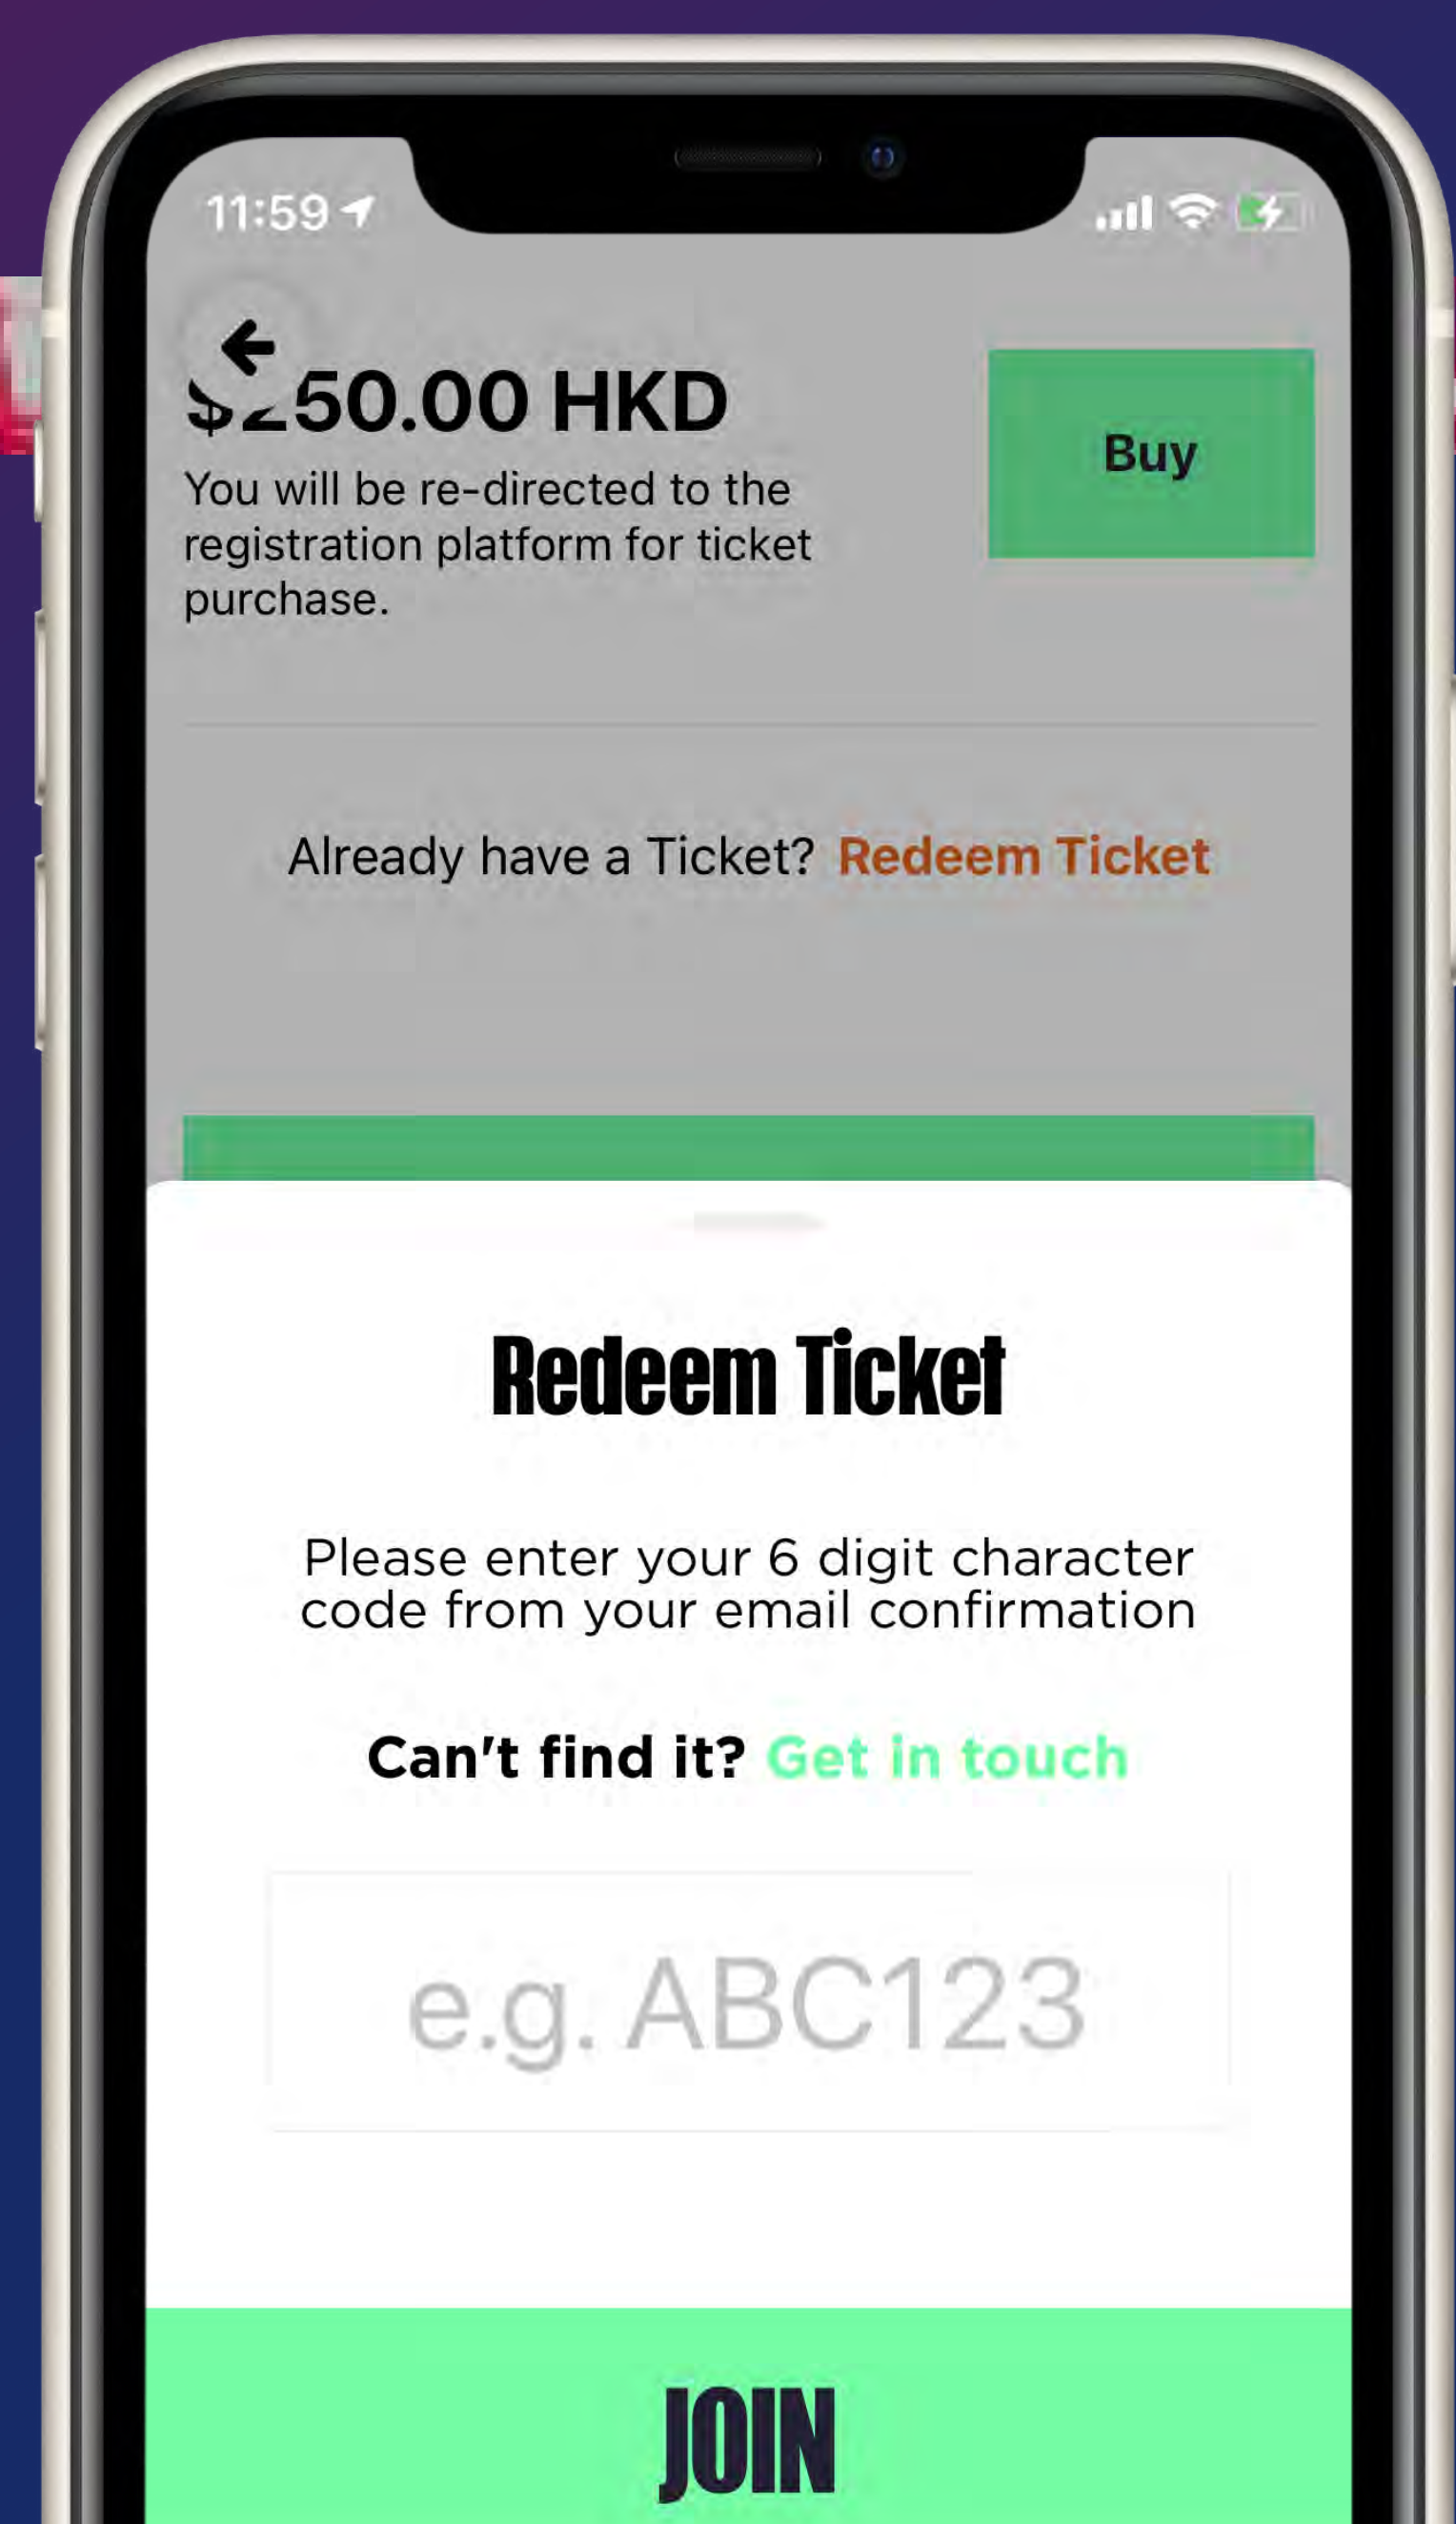 11:59
$250.00 HKD
Buy
You will be re-directed to the
registration platform for ticket
purchase.
Already have a Ticket? Redeem Ticket
Redeem Ticket
Please enter your 6 digit character
code from your email confirmation
Can't find it? Get in touch
e.g. ABC123
JOIN